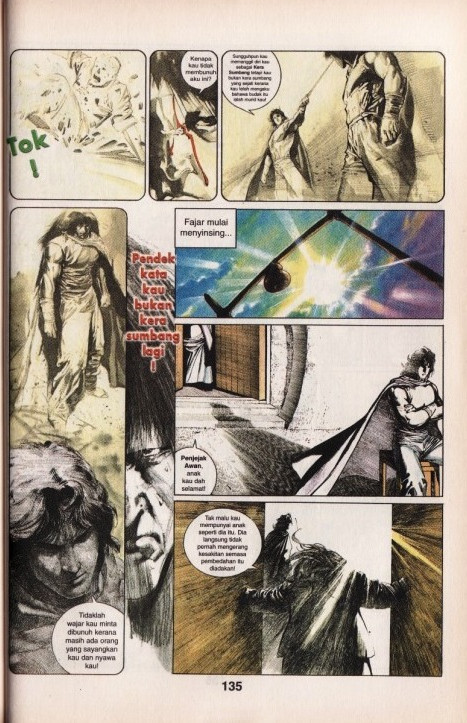 Tok
!
Kenapa
kau tidak
membunuh
aku ini?
Sungguhpun kau
memanggil diri kau
sebagai Kera
Sumbang tetapi kau
bukan kera sumbang
yang sejati kerana
kau telah mengaku
bahawa budak itu
ialah murid kau!
Pendek
kata
kau
bukan
kera
sumbang
lagi
!
Tidaklah
wajar kau minta
dibunuh kerana
masih ada orang
yang sayangkan
kau dan nyawa
kau!
Fajar mulai
menyinsing...
Penjejak
Awan,
anak
kau dah
selamat!
Tak malu kau
mempunyai anak
seperti dia itu. Dia
langsung tidak
pernah mengerang
kesakitan semasa
pembedahan itu
diadakan!
135